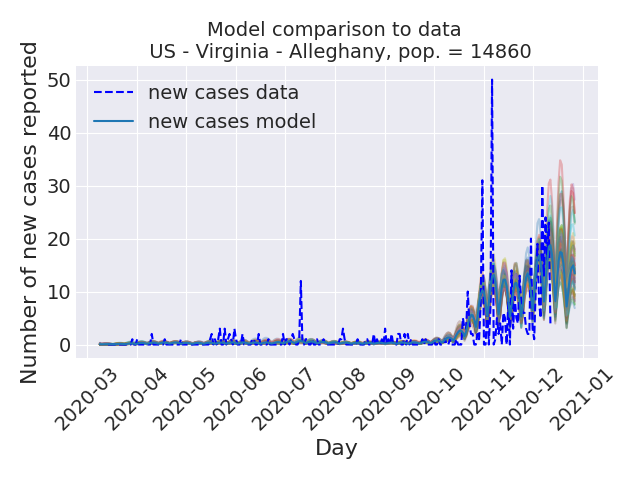 Model comparison to data
US - Virginia - Alleghany, pop. = 14860
Number of new cases reported
50
40
30
20
10
0
new cases data
new cases model
2020-03
2020-04
2020-05
2020-06
2020-07
2020-08
2020-09
2020-10
2020-11
2020-12
2021-01
Day